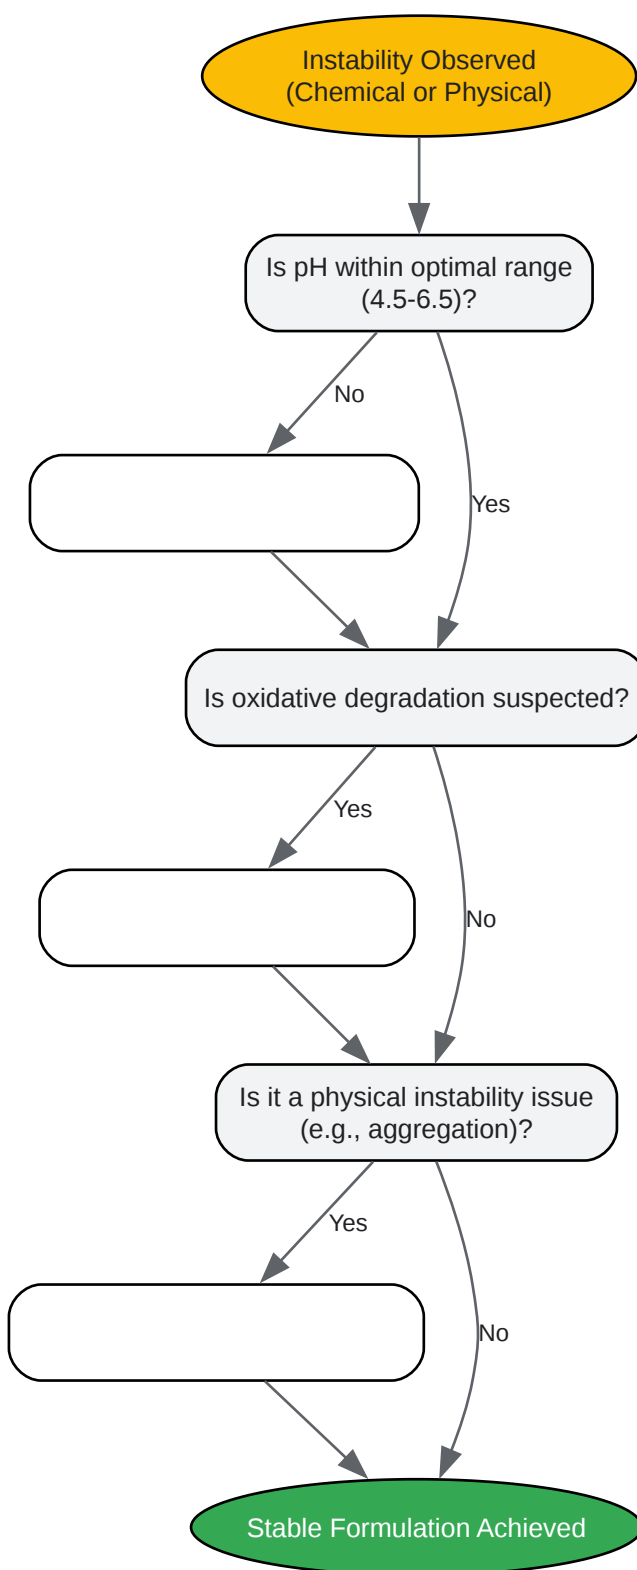 Instability Observed
(Chemical or Physical)
Is pH within optimal range
(4.5-6.5)?
No
Yes
Is oxidative degradation suspected?
Yes
No
Is it a physical instability issue
(e.g., aggregation)?
Yes
No
Stable Formulation Achieved